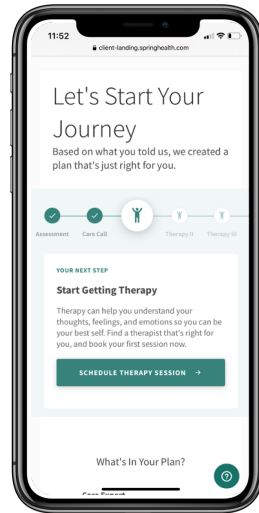 11:52
client-landing.springhealth.com
Let's Start Your
Journey
Based on what you told us, we created a
plan that's just right for you.
Assessment
Care Call
Therapy II
Therapy III
YOUR NEXT STEP
Start Getting Therapy
Therapy can help you understand your
thoughts, feelings, and emotions so you can be
your best self. Find a therapist that's right for
you, and book your first session now.
SCHEDULE THERAPY SESSION →
What's In Your Plan?
Care Expert